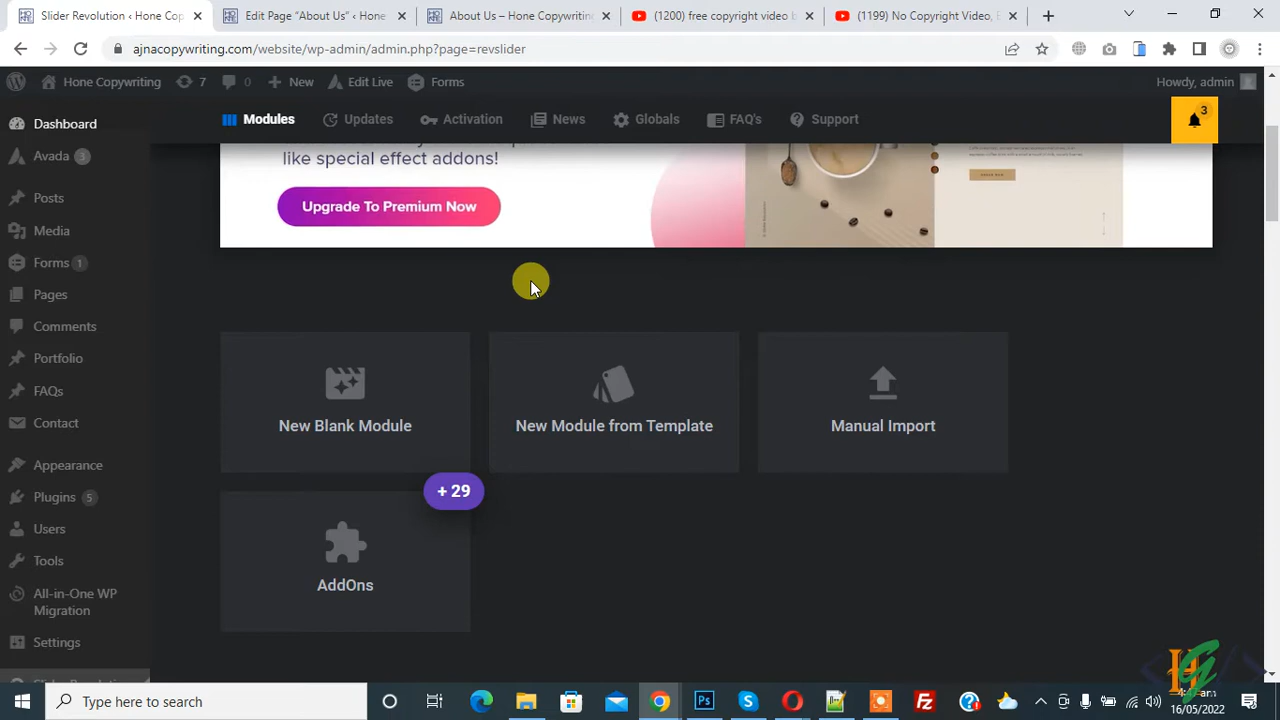 Slider Revolution ‹ Hone Cop
Edit Page “About Us” ‹ Hone
About Us – Hone Copywriting
(1200) free copyright video b
(1199) No Copyright Video, 
ajnacopywriting.com/website/wp-admin/admin.php?page=revslider
Hone Copywriting
7
0
New
Edit Live
Forms
Howdy, admin
Modules
Updates
Activation
News
Globals
FAQ's
Support
3
Dashboard
Avada 3
Posts
Media
Forms 1
Pages
Comments
Portfolio
FAQs
Contact
Appearance
Plugins 5
Users
Tools
All-in-One WP
Migration
Settings
like special effect addons!
Upgrade To Premium Now
New Blank Module
New Module from Template
Manual Import
+ 29
AddOns
Type here to search
16/05/2022